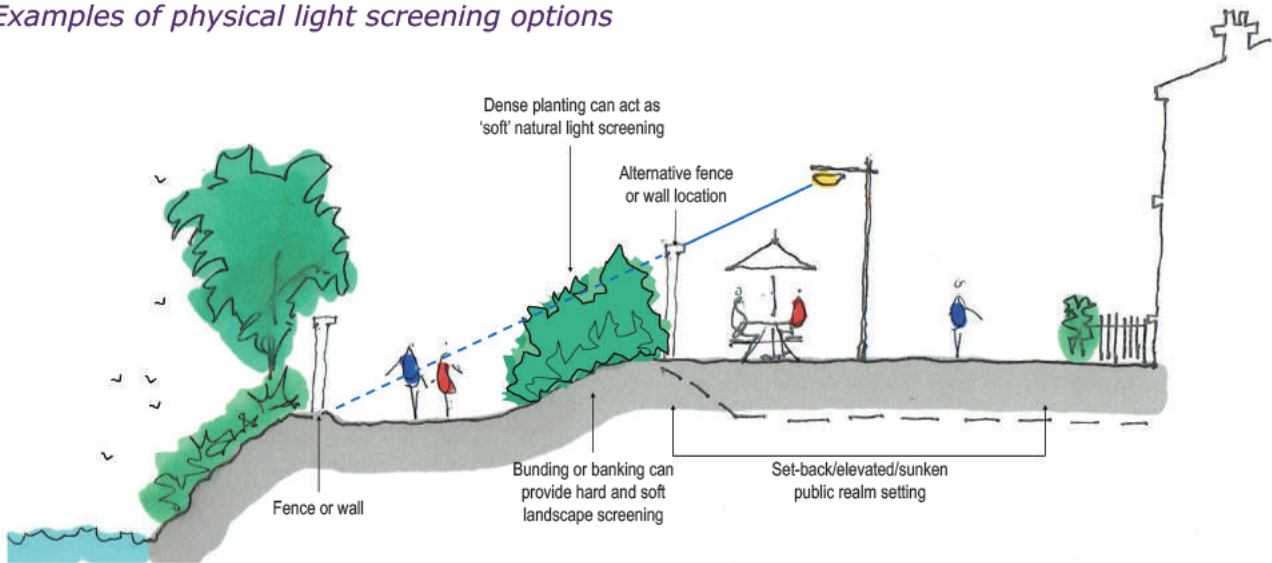 Examples of physical light screening options
Dense planting can act as
‘soft’ natural light screening
Alternative fence
or wall location
Fence or wall
Bunding or banking can
provide hard and soft
landscape screening
Set-back/elevated/sunken
public realm setting